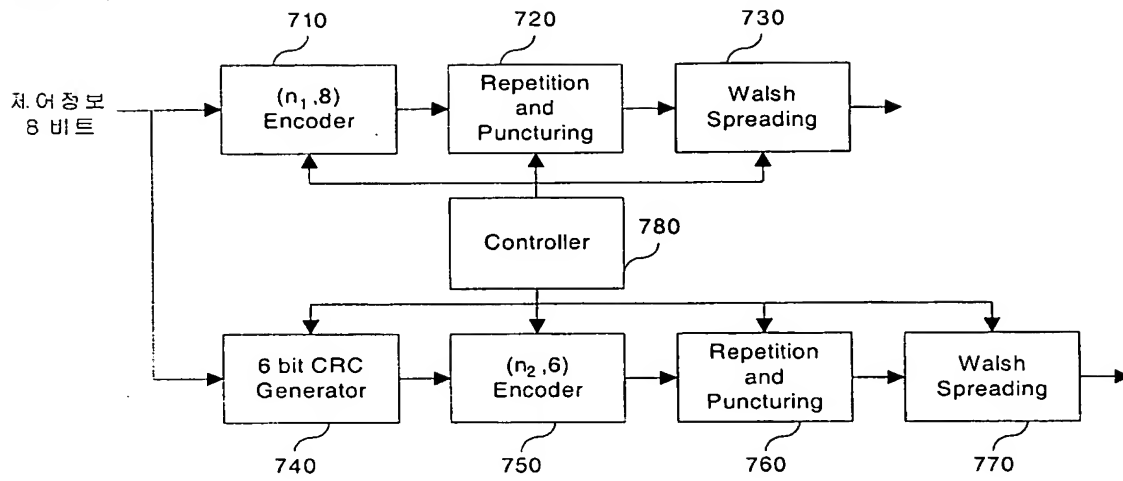 710
720
730
제어정보
8 비트
(n₁,8)
Encoder
Repetition
and
Puncturing
Walsh
Spreading
Controller
780
6 bit CRC
Generator
(n₂,6)
Encoder
Repetition
and
Puncturing
Walsh
Spreading
740
750
760
770